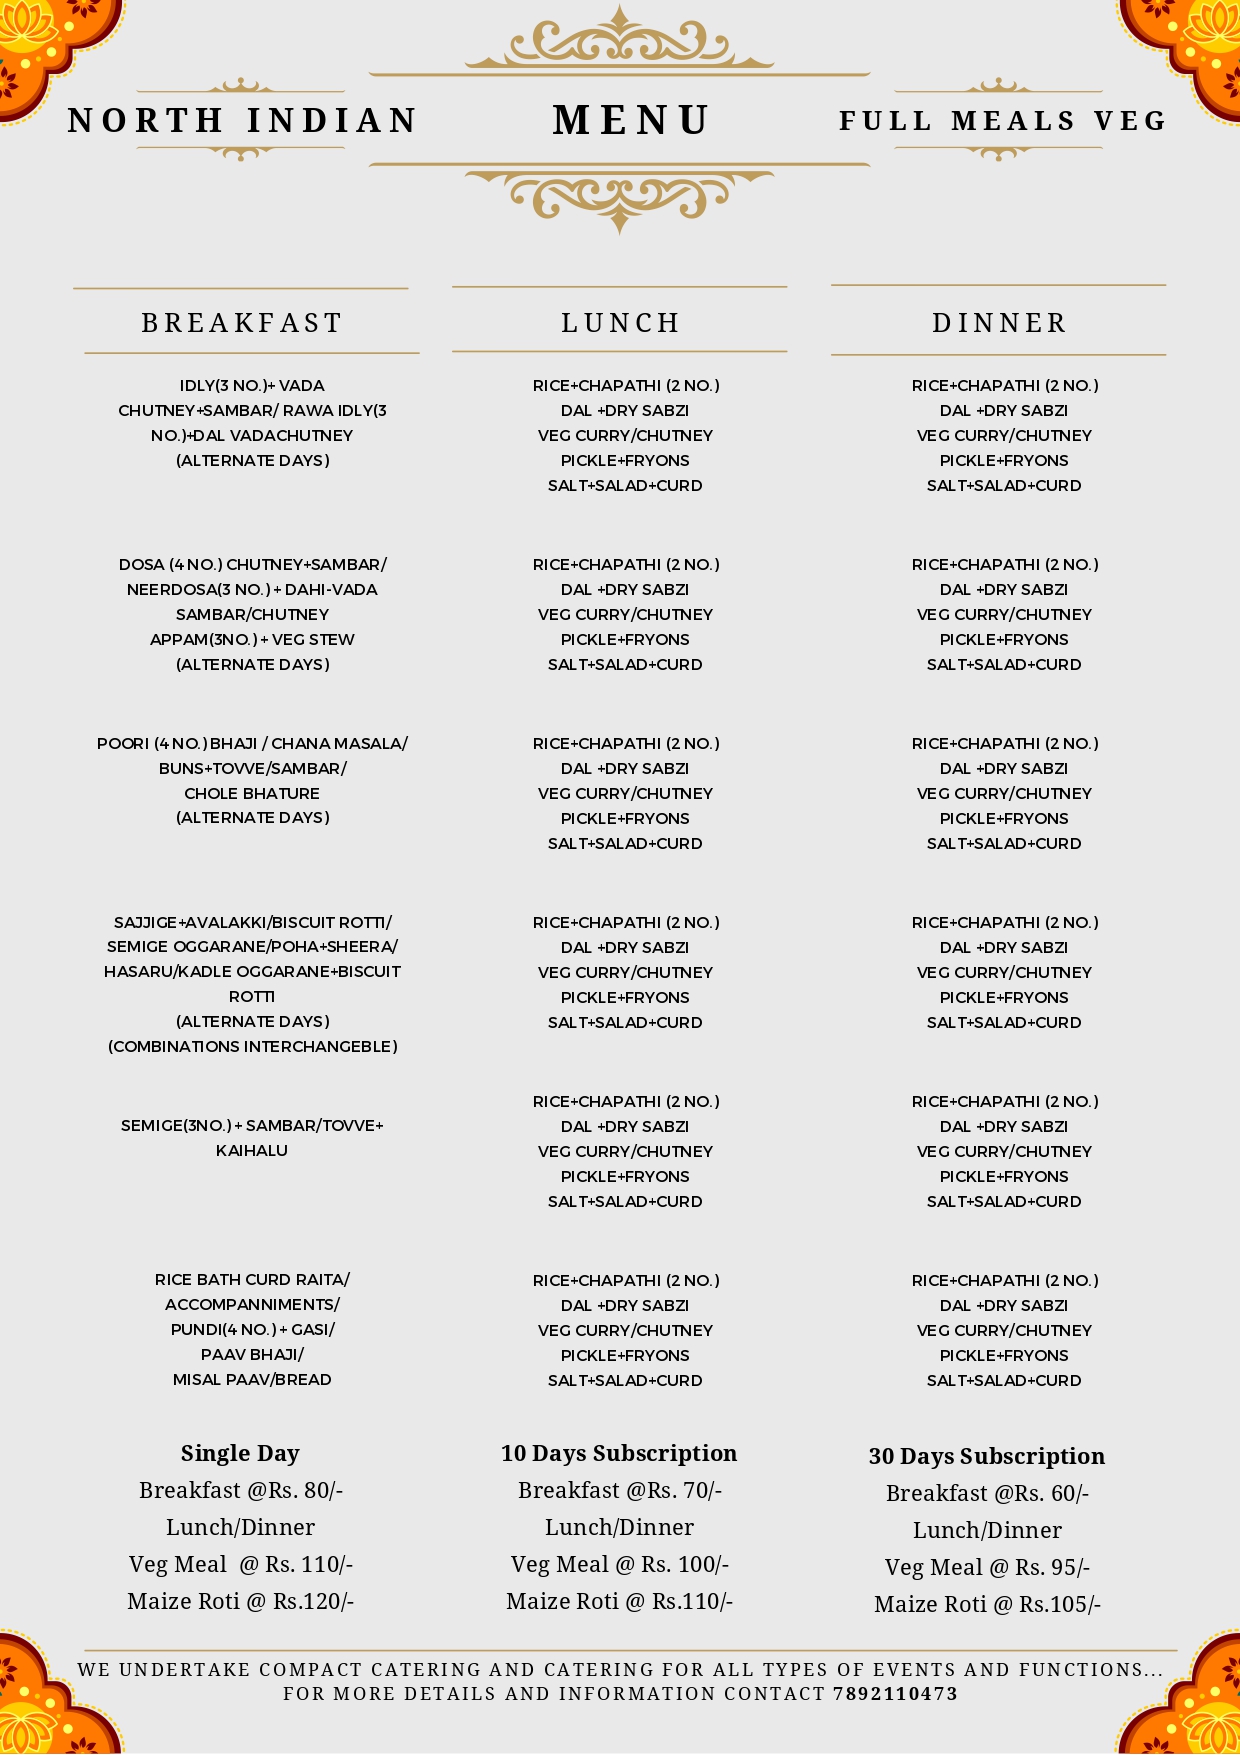 NORTH INDIAN
MENU
FULL MEALS VEG
BREAKFAST
IDLY(3 NO.)+ VADA
CHUTNEY+SAMBAR/ RAWA IDLY(3
NO.)+DAL VADACHUTNEY
(ALTERNATE DAYS)
DOSA (4 NO.) CHUTNEY+SAMBAR/
NEERDOSA(3 NO.) + DAHI-VADA
SAMBAR/CHUTNEY
APPAM(3NO.) + VEG STEW
(ALTERNATE DAYS)
POORI (4 NO.) BHAJI / CHANA MASALA/
BUNS+TOVVE/SAMBAR/
CHOLE BHATURE
(ALTERNATE DAYS)
SAJJIGE+AVALAKKI/BISCUIT ROTTI/
SEMIGE OGGARANE/POHA+SHEERA/
HASARU/KADLE OGGARANE+BISCUIT
ROTTI
(ALTERNATE DAYS)
(COMBINATIONS INTERCHANGEBLE)
SEMIGE(3NO.) + SAMBAR/TOVVE+
KAIHALU
RICE BATH CURD RAITA/
ACCOMPANNIMENTS/
PUNDI(4 NO.) + GASI/
PAAV BHAJI/
MISAL PAAV/BREAD
LUNCH
RICE+CHAPATHI (2 NO.)
DAL +DRY SABZI
VEG CURRY/CHUTNEY
PICKLE+FRYONS
SALT+SALAD+CURD
RICE+CHAPATHI (2 NO.)
DAL +DRY SABZI
VEG CURRY/CHUTNEY
PICKLE+FRYONS
SALT+SALAD+CURD
RICE+CHAPATHI (2 NO.)
DAL +DRY SABZI
VEG CURRY/CHUTNEY
PICKLE+FRYONS
SALT+SALAD+CURD
RICE+CHAPATHI (2 NO.)
DAL +DRY SABZI
VEG CURRY/CHUTNEY
PICKLE+FRYONS
SALT+SALAD+CURD
RICE+CHAPATHI (2 NO.)
DAL +DRY SABZI
VEG CURRY/CHUTNEY
PICKLE+FRYONS
SALT+SALAD+CURD
RICE+CHAPATHI (2 NO.)
DAL +DRY SABZI
VEG CURRY/CHUTNEY
PICKLE+FRYONS
SALT+SALAD+CURD
DINNER
RICE+CHAPATHI (2 NO.)
DAL +DRY SABZI
VEG CURRY/CHUTNEY
PICKLE+FRYONS
SALT+SALAD+CURD
RICE+CHAPATHI (2 NO.)
DAL +DRY SABZI
VEG CURRY/CHUTNEY
PICKLE+FRYONS
SALT+SALAD+CURD
RICE+CHAPATHI (2 NO.)
DAL +DRY SABZI
VEG CURRY/CHUTNEY
PICKLE+FRYONS
SALT+SALAD+CURD
RICE+CHAPATHI (2 NO.)
DAL +DRY SABZI
VEG CURRY/CHUTNEY
PICKLE+FRYONS
SALT+SALAD+CURD
RICE+CHAPATHI (2 NO.)
DAL +DRY SABZI
VEG CURRY/CHUTNEY
PICKLE+FRYONS
SALT+SALAD+CURD
RICE+CHAPATHI (2 NO.)
DAL +DRY SABZI
VEG CURRY/CHUTNEY
PICKLE+FRYONS
SALT+SALAD+CURD
Single Day
Breakfast @Rs. 80/-
Lunch/Dinner
Veg Meal @ Rs. 110/-
Maize Roti @ Rs.120/-
10 Days Subscription
Breakfast @Rs. 70/-
Lunch/Dinner
Veg Meal @ Rs. 100/-
Maize Roti @ Rs.110/-
30 Days Subscription
Breakfast @Rs. 60/-
Lunch/Dinner
Veg Meal @ Rs. 95/-
Maize Roti @ Rs.105/-
WE UNDERTAKE COMPACT CATERING AND CATERING FOR ALL TYPES OF EVENTS AND FUNCTIONS...
FOR MORE DETAILS AND INFORMATION CONTACT 7892110473